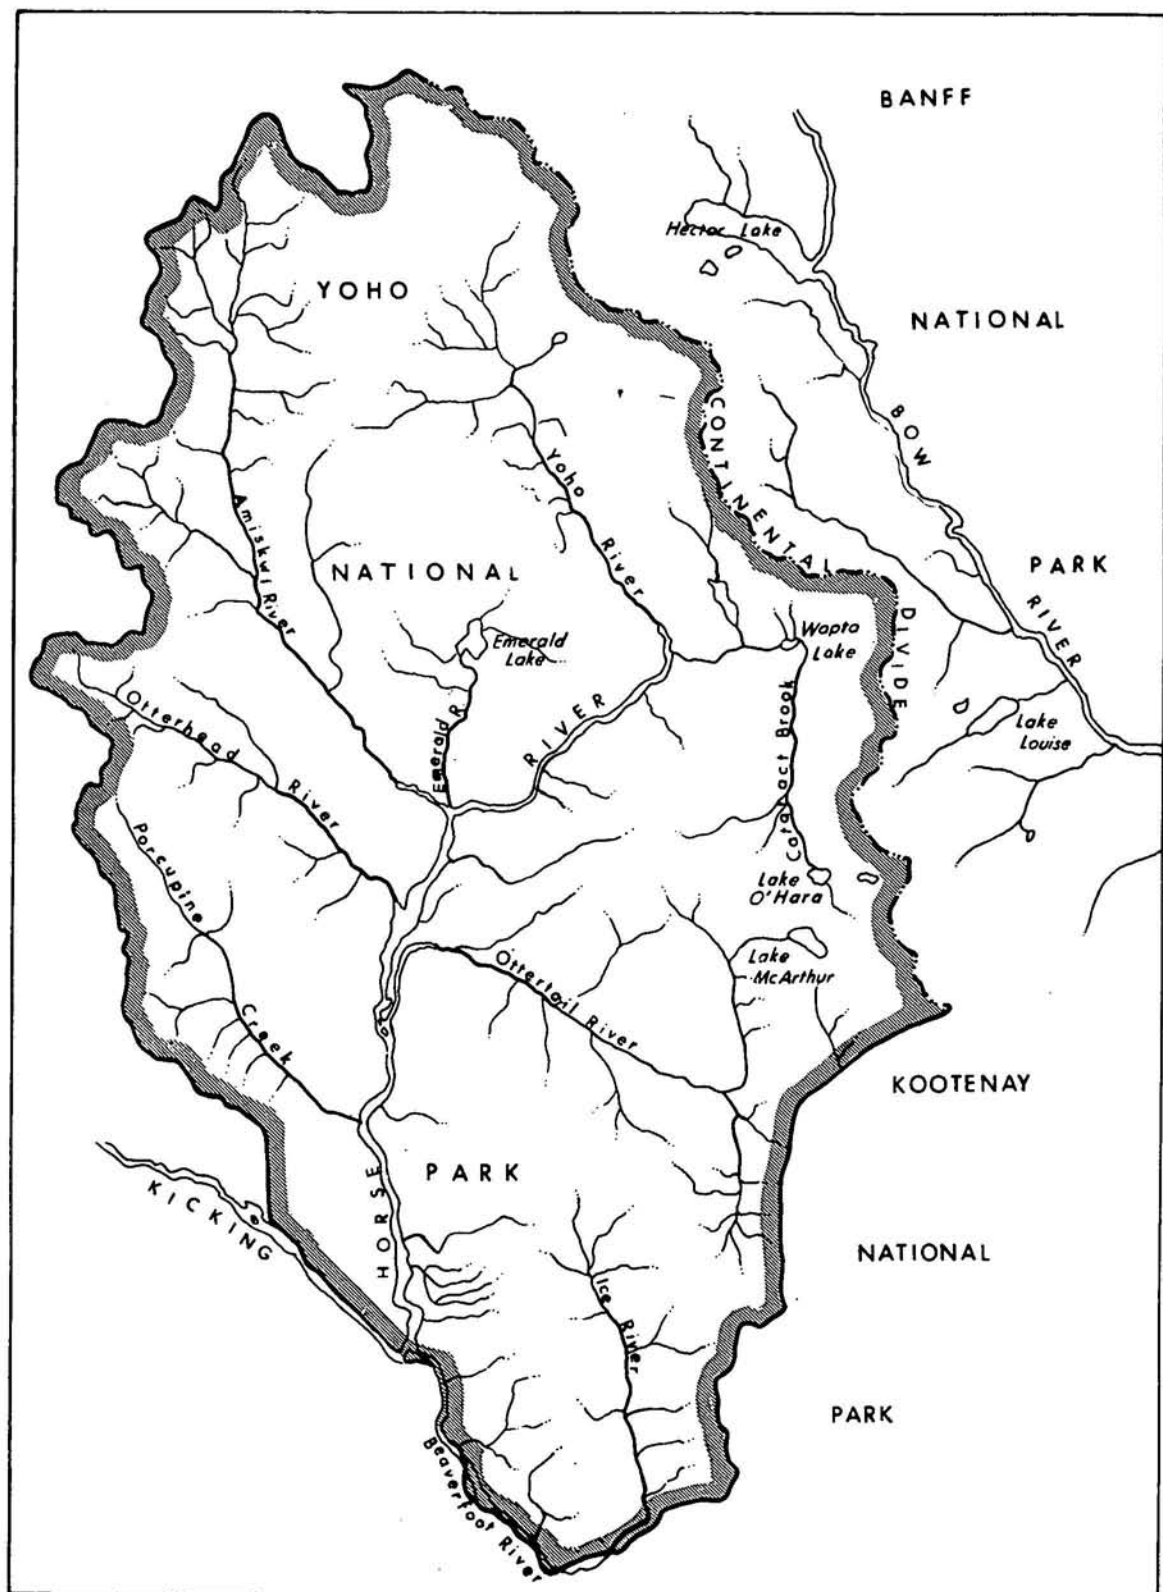 BANFF
NATIONAL
PARK
Hector Lake
BOW
RIVER
YOHO
NATIONAL
PARK
CONTINENTAL
DIVIDE
Yoho
River
Amiskwi
River
Emerald
Lake
Emerald R
Wapta
Lake
Cataract Brook
Lake
Louise
RIVER
Otterhead
River
Porcupine
Creek
Lake
O'Hara
Lake
McArthur
Ottertail River
KOOTENAY
NATIONAL
PARK
KICKING
HORSE
Ice River
Beaverfoot River